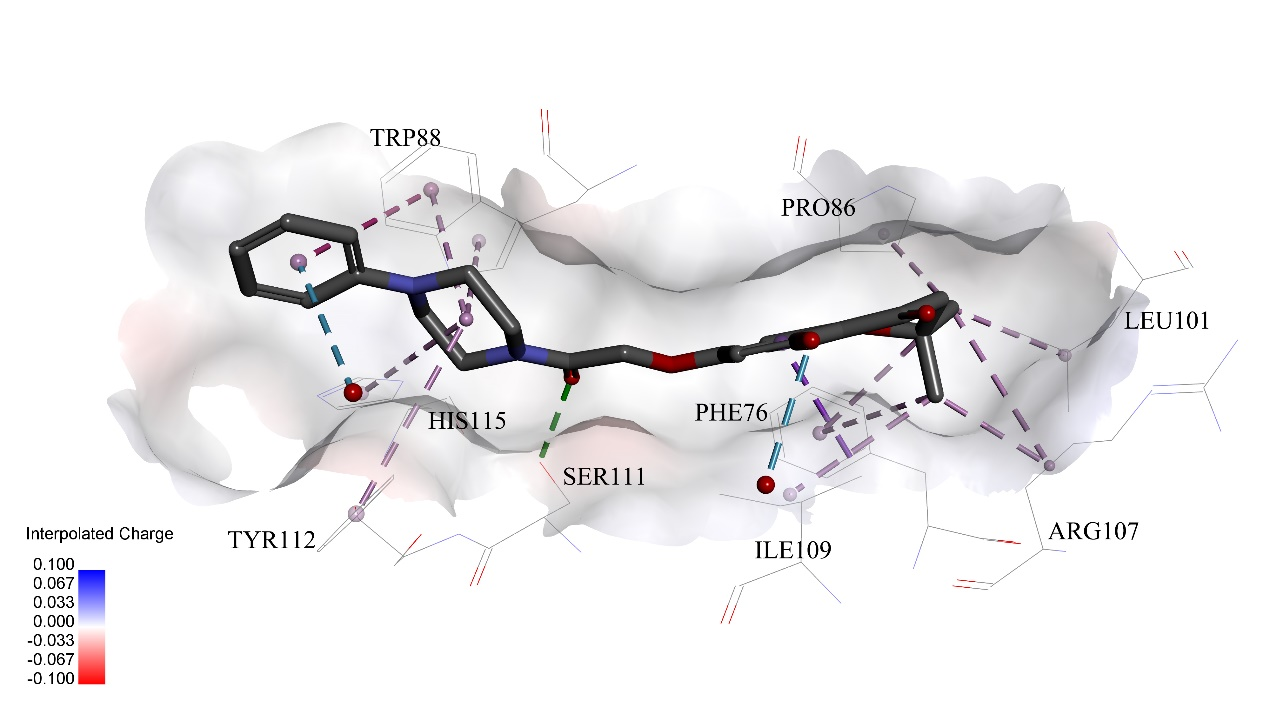 TRP88
PRO86
LEU101
PHE76
HIS115
SER111
TYR112
ILE109
ARG107
Interpolated Charge
0.100
0.067
0.033
0.000
-0.033
-0.067
-0.100